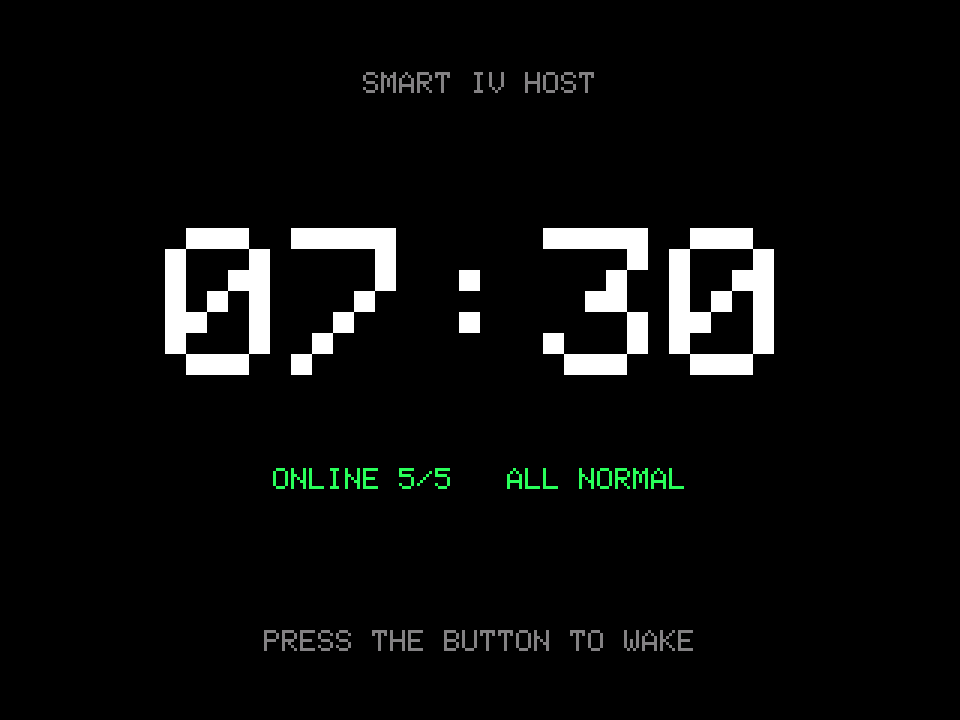 SMART IV HOST
07:30
ONLINE 5/5 ALL NORMAL
PRESS THE BUTTON TO WAKE